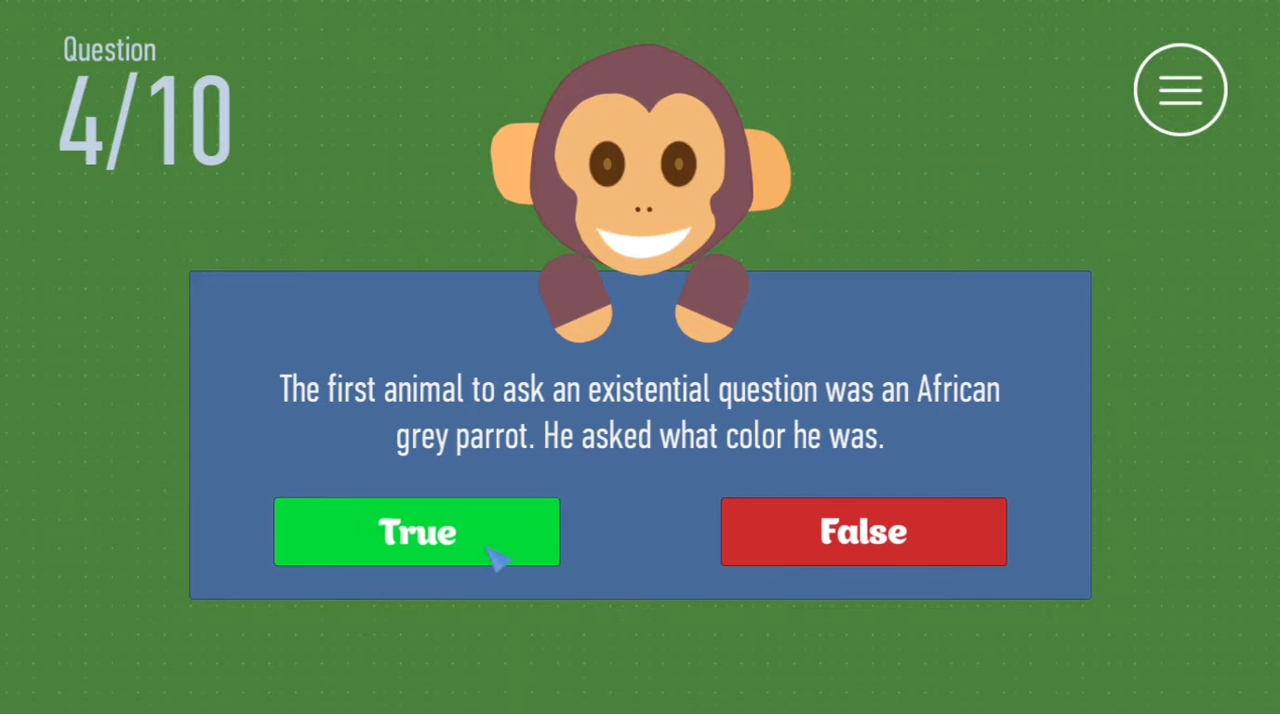 Question
4/10
The first animal to ask an existential question was an African
grey parrot. He asked what color he was.
True
False